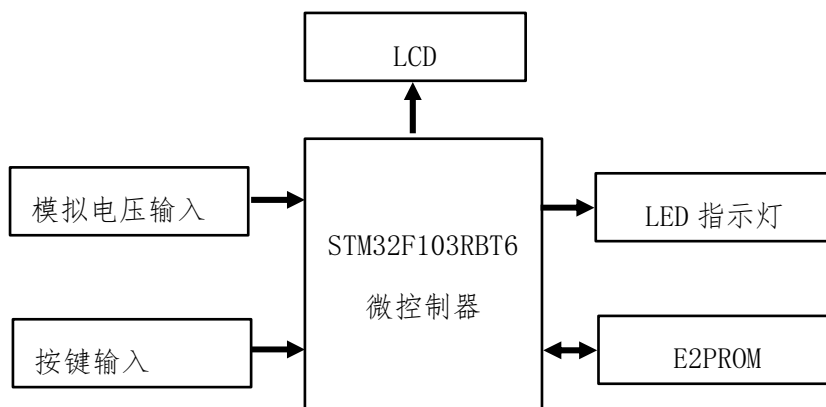 LCD
模拟电压输入
STM32F103RBT6
微控制器
LED 指示灯
按键输入
E2PROM